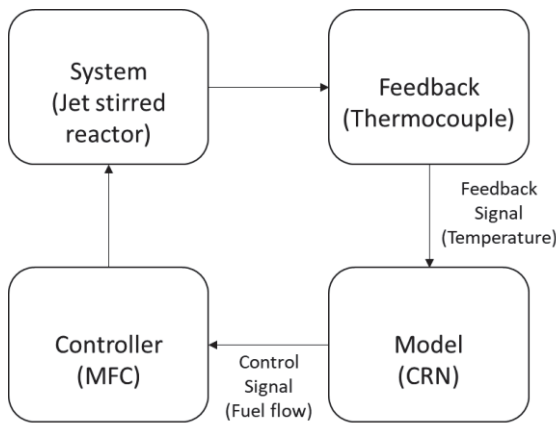 System
(Jet stirred
reactor)
Feedback
(Thermocouple)
Feedback
Signal
(Temperature)
Controller
(MFC)
Control
Signal
(Fuel flow)
Model
(CRN)